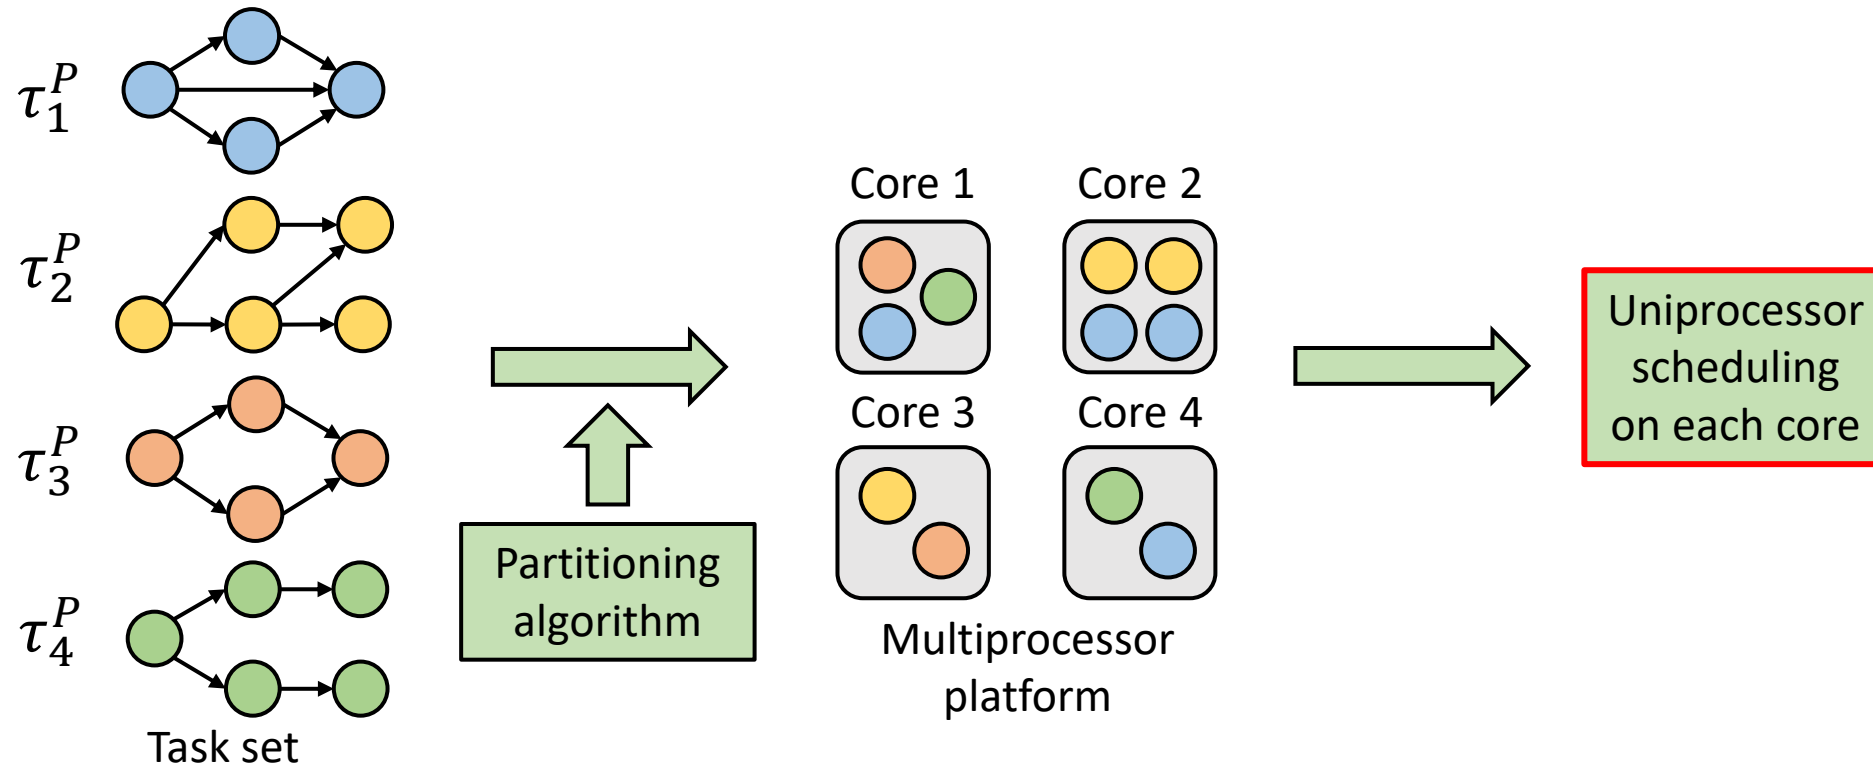 τ₁ᴾ
τ₂ᴾ
τ₃ᴾ
τ₄ᴾ
Task set
Partitioning
algorithm
Core 1
Core 2
Core 3
Core 4
Multiprocessor
platform
Uniprocessor
scheduling
on each core